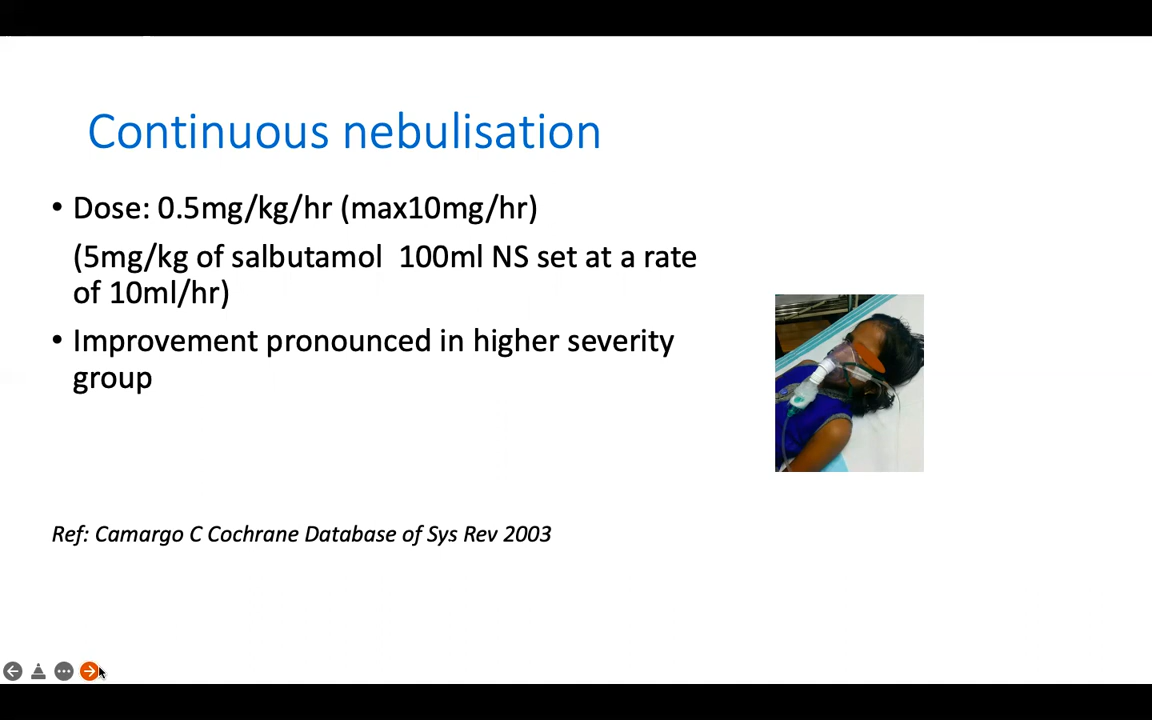 Continuous nebulisation
• Dose: 0.5mg/kg/hr (max10mg/hr)
(5mg/kg of salbutamol  100ml NS set at a rate
of 10ml/hr)
• Improvement pronounced in higher severity
group
Ref: Camargo C Cochrane Database of Sys Rev 2003